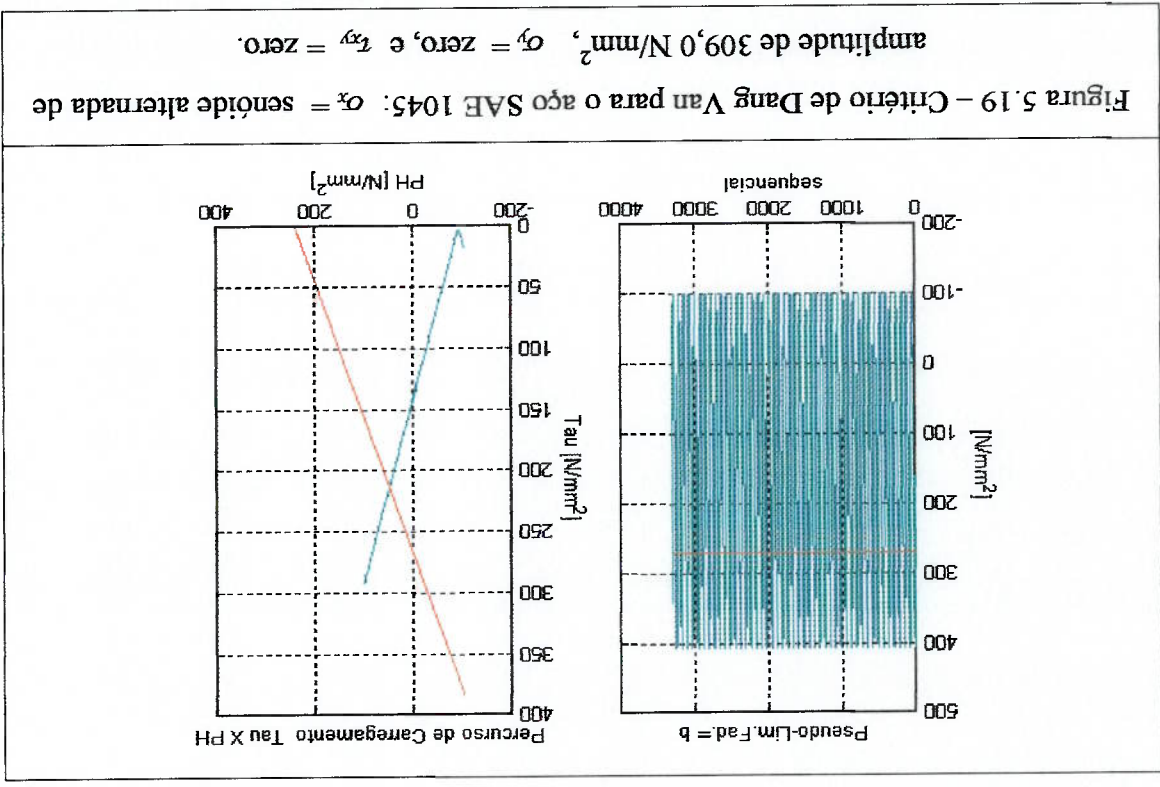 Pseudo-Lim.Fad.= b
500
400
300
200
100
0
-100
-200
[N/mm²]
0 1000 2000 3000 4000
sequencial
Percurso de Carregamento Tau X PH
400
350
300
250
200
150
100
50
0
Tau [N/mm²]
-200 0 200 400
PH [N/mm²]
Figura 5.19 – Critério de Dang Van para o aço SAE 1045: σx = senóide alternada de
amplitude de 309,0 N/mm², σy = zero, e τxy = zero.